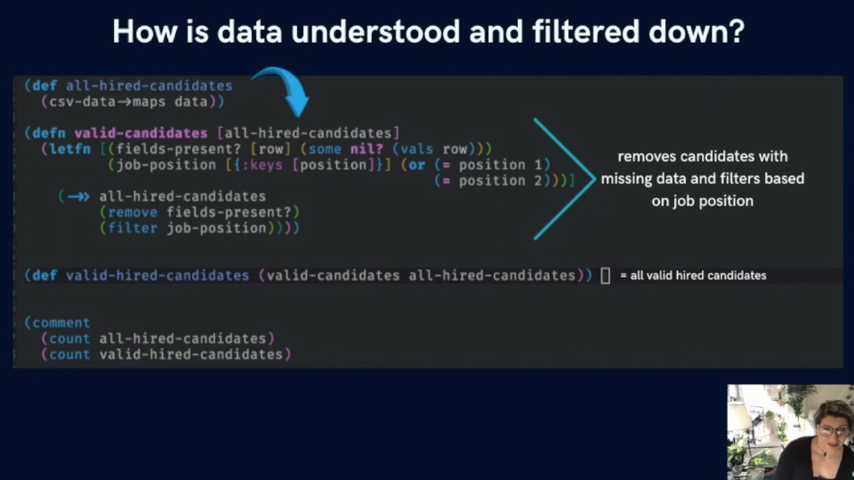 How is data understood and filtered down?
(def all-hired-candidates
(csv-data->maps data))
(defn valid-candidates [all-hired-candidates]
(letfn [(fields-present? [row] (some nil? (vals row)))
(job-position [{:keys [position]}] (or (= position 1)
(= position 2)))]
(->> all-hired-candidates
(remove fields-present?)
(filter job-position))))
removes candidates with
missing data and filters based
on job position
(def valid-hired-candidates (valid-candidates all-hired-candidates)) = all valid hired candidates
(comment
(count all-hired-candidates)
(count valid-hired-candidates)